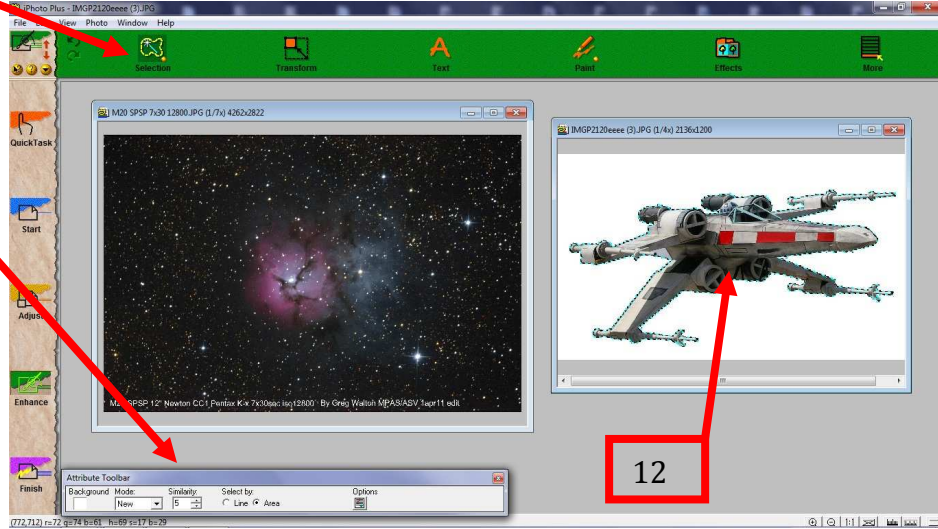 iPhoto Plus - IMGP2120eeee (3).JPG
File View Photo Window Help
Selection Transform Text Paint Effects More
QuickTask
Start
Adjust
Enhance
Finish
M20 SPSP 7x30 12800.JPG (1/7x) 4262x2822
M20 SPSP 12" Newton CC1 Pentax K-x 7x30sec iso12800 By Greg Walton MPAS/ASV 1apr11 edit
IMGP2120eeee (3).JPG (1/4x) 2136x1200
12
Attribute Toolbar
Background Mode: Similarity: Select by: Options
New 5 Line Area
(772,712) r=72 g=74 b=61 h=69 s=17 b=29
1:1